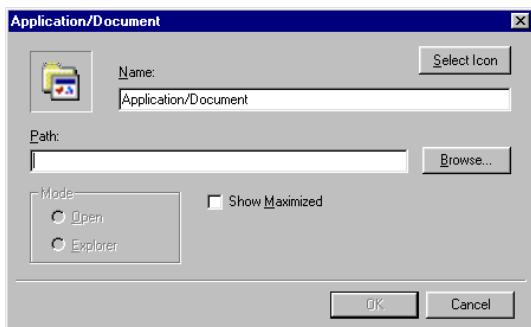 Application/Document
Select Icon
Name:
Application/Document
Path:
Browse...
Mode
Open
Explorer
Show Maximized
OK
Cancel